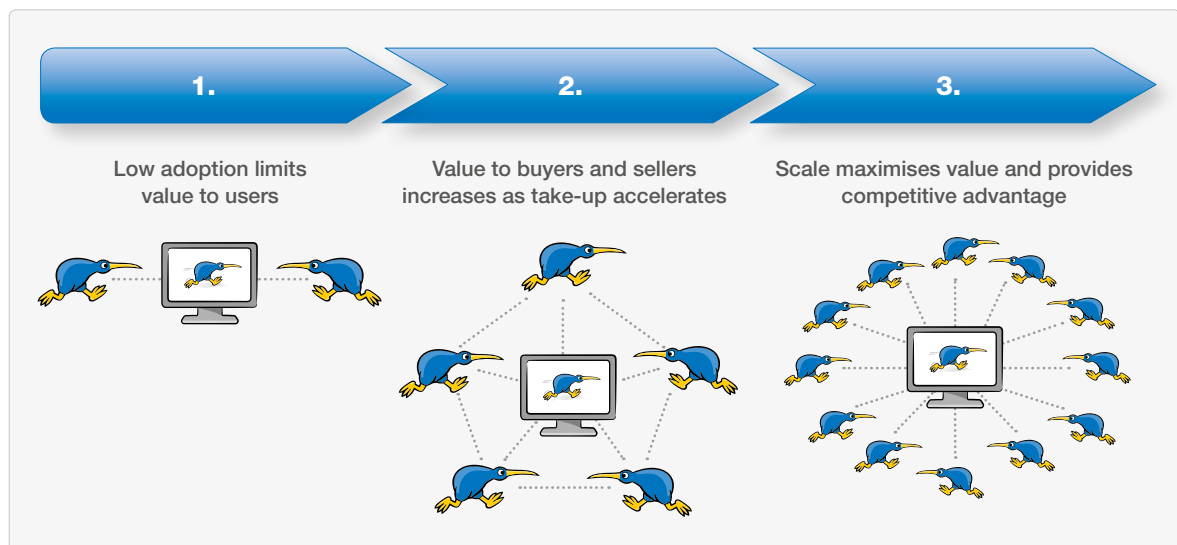 1.
2.
3.
Low adoption limits
value to users
Value to buyers and sellers
increases as take-up accelerates
Scale maximises value and provides
competitive advantage